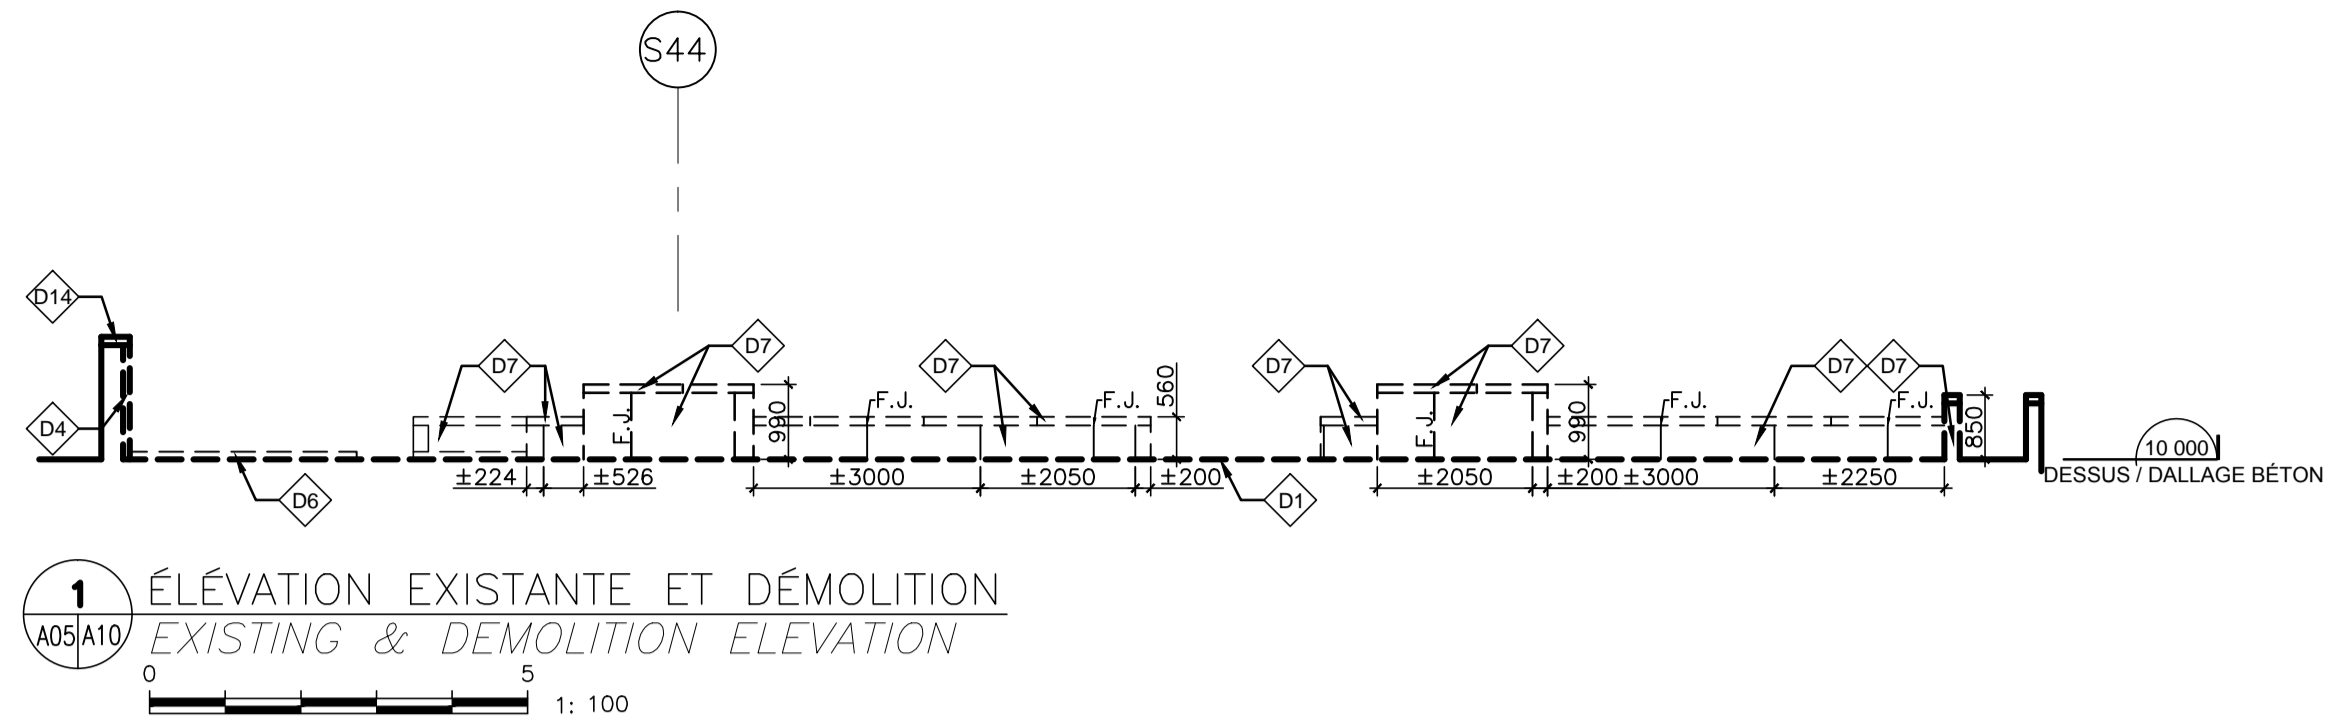 S44
D14
D7
D7
D7
D7
D7
D7
D7
D4
F.J.
F.J.
F.J.
F.J.
F.J.
F.J.
990
560
990
850
±224
±526
±3000
±2050
±200
±2050
±200
±3000
±2250
10 000
DESSUS / DALLAGE BÉTON
D6
D1
1
A05
A10
ÉLÉVATION EXISTANTE ET DÉMOLITION
EXISTING & DEMOLITION ELEVATION
0
5
1: 100